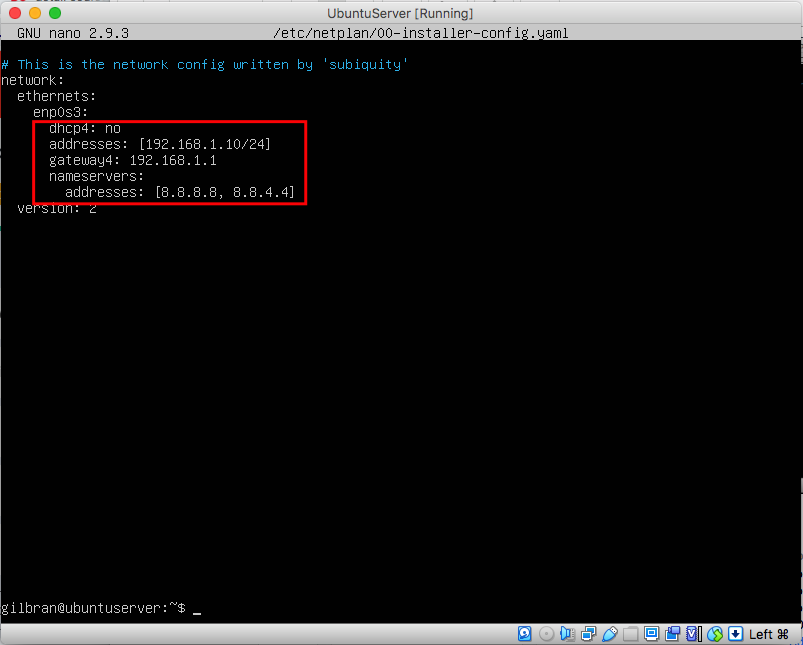 UbuntuServer [Running]
GNU nano 2.9.3 /etc/netplan/00-installer-config.yaml
# This is the network config written by 'subiquity'
network:
  ethernets:
    enp0s3:
      dhcp4: no
      addresses: [192.168.1.10/24]
      gateway4: 192.168.1.1
      nameservers:
        addresses: [8.8.8.8, 8.8.4.4]
  version: 2
gilbran@ubuntuserver:~$ _
Left ⌘